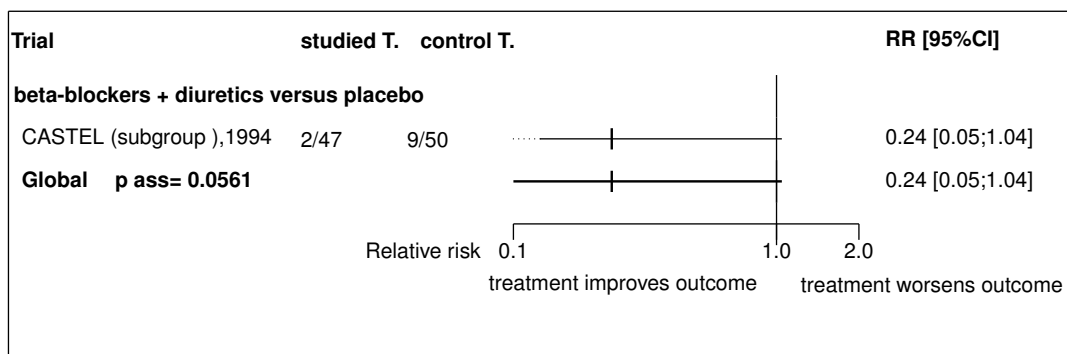 Trial studied T. control T. RR [95%CI]
beta-blockers + diuretics versus placebo
CASTEL (subgroup ),1994 2/47 9/50 0.24 [0.05;1.04]
Global p ass= 0.0561 0.24 [0.05;1.04]
Relative risk 0.1 1.0 2.0
treatment improves outcome treatment worsens outcome